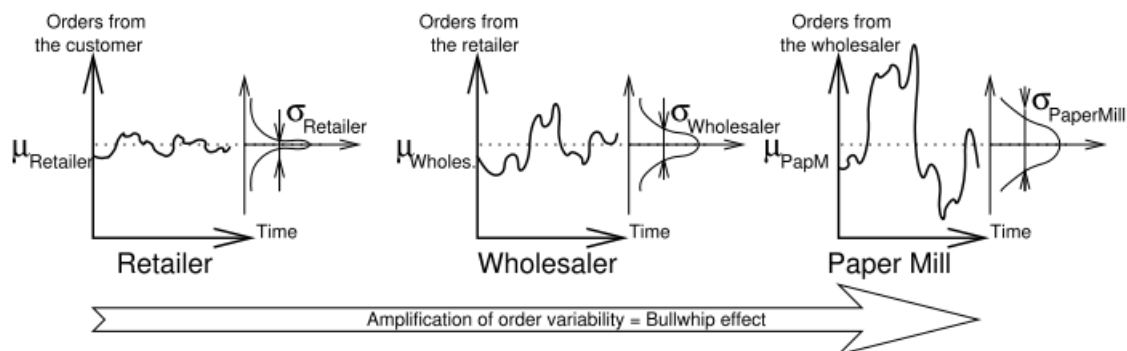 Orders from
the customer
μRetailer
σRetailer
Time
Retailer
Orders from
the retailer
μWholes.
σWholesaler
Time
Wholesaler
Orders from
the wholesaler
μPapM
σPaperMill
Time
Paper Mill
Amplification of order variability = Bullwhip effect